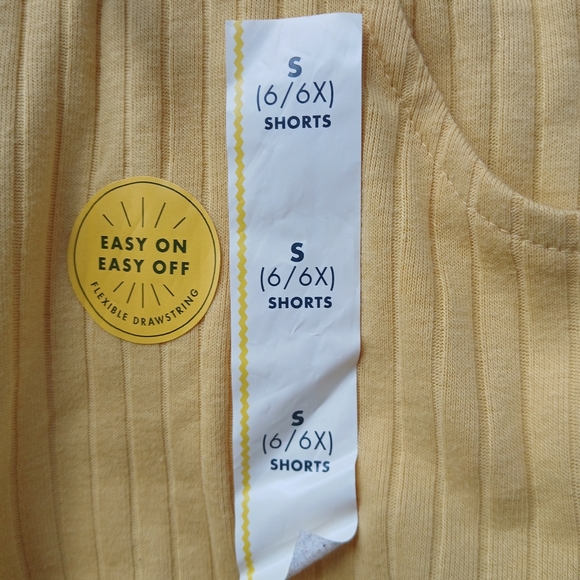 S
(6/6X)
SHORTS
EASY ON
EASY OFF
FLEXIBLE DRAWSTRING
S
(6/6X)
SHORTS
S
(6/6X)
SHORTS